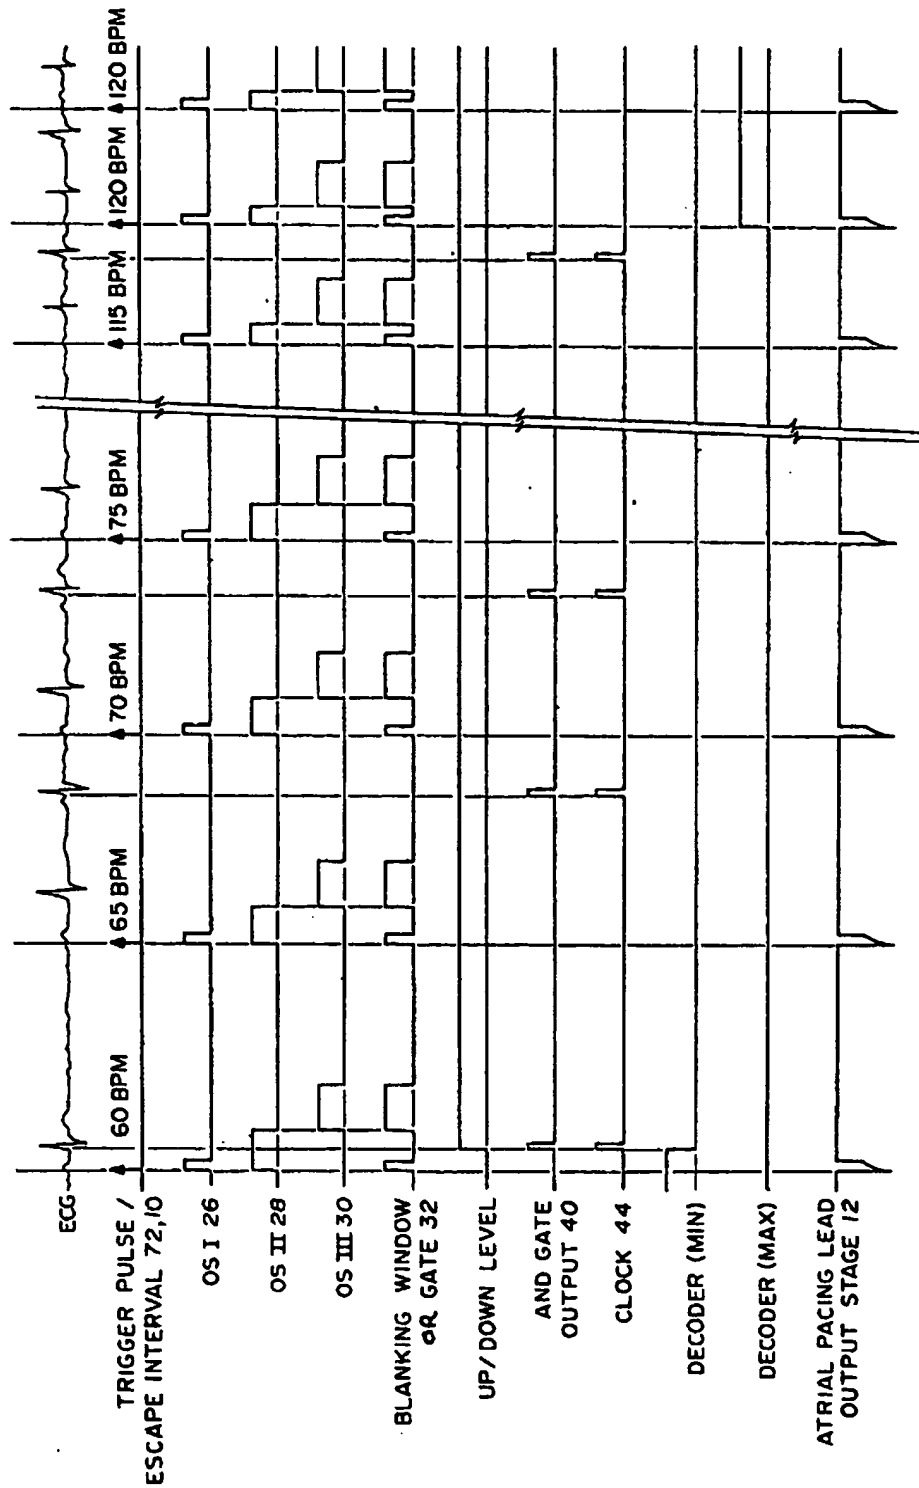 ECG
TRIGGER PULSE /
ESCAPE INTERVAL 72,10
60 BPM
65 BPM
70 BPM
75 BPM
115 BPM
120 BPM
120 BPM
OS I 26
OS II 28
OS III 30
BLANKING WINDOW
OR GATE 32
UP/DOWN LEVEL
AND GATE
OUTPUT 40
CLOCK 44
DECODER (MIN)
DECODER (MAX)
ATRIAL PACING LEAD
OUTPUT STAGE 12